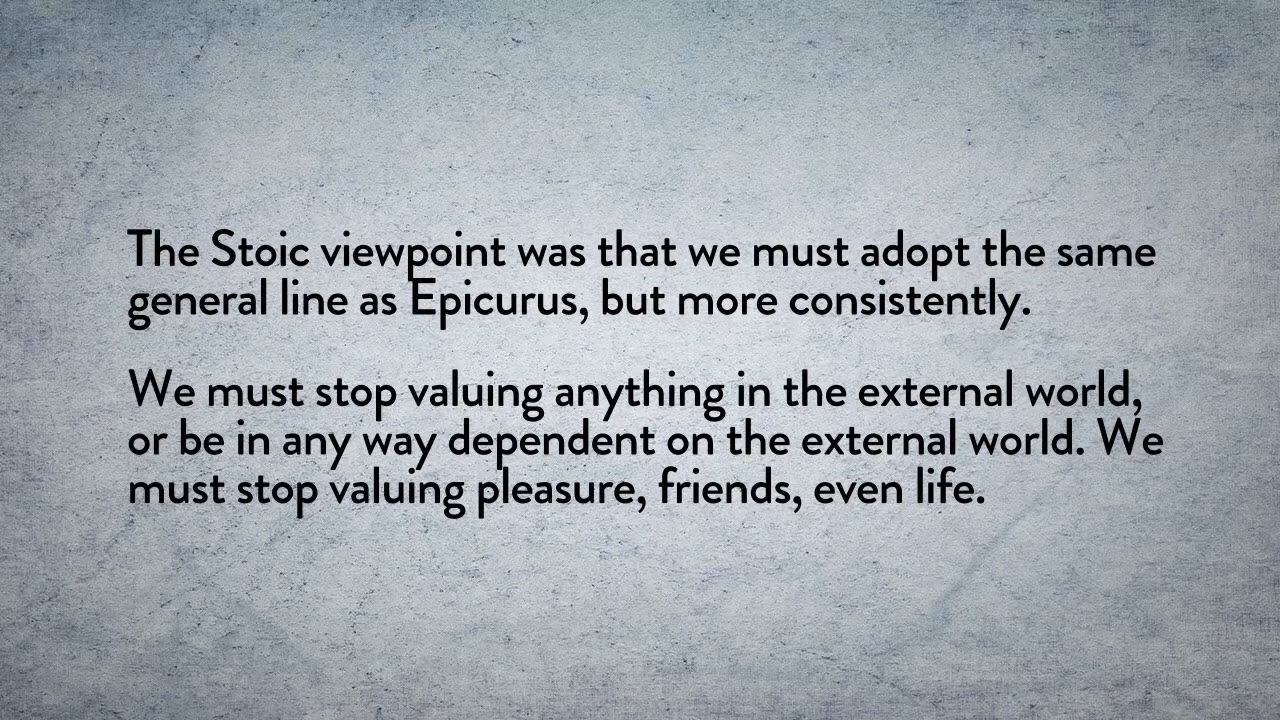 The Stoic viewpoint was that we must adopt the same
general line as Epicurus, but more consistently.
We must stop valuing anything in the external world,
or be in any way dependent on the external world. We
must stop valuing pleasure, friends, even life.